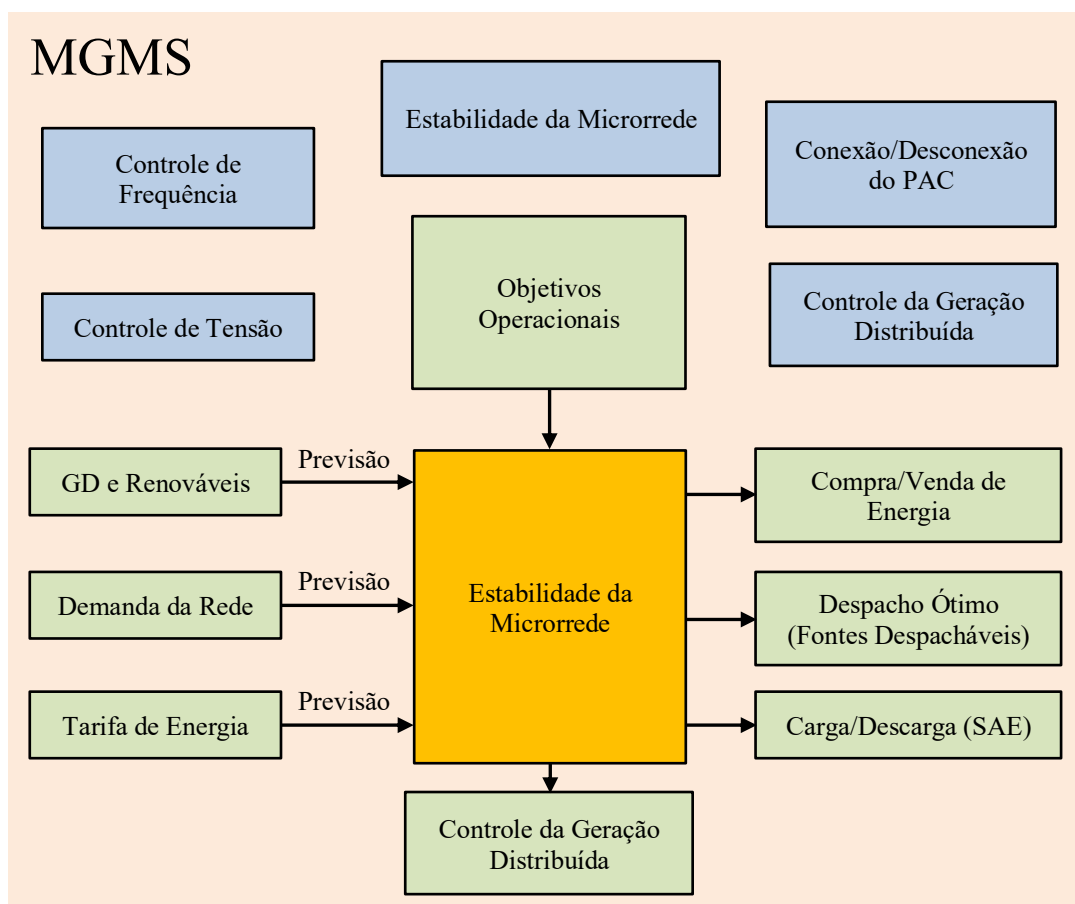 MGMS
Estabilidade da Microrrede
Controle de
Frequência
Conexão/Desconexão
do PAC
Objetivos
Operacionais
Controle de Tensão
Controle da Geração
Distribuída
GD e Renováveis
Previsão
Compra/Venda de
Energia
Demanda da Rede
Previsão
Estabilidade da
Microrrede
Despacho Ótimo
(Fontes Despacháveis)
Tarifa de Energia
Previsão
Carga/Descarga (SAE)
Controle da Geração
Distribuída